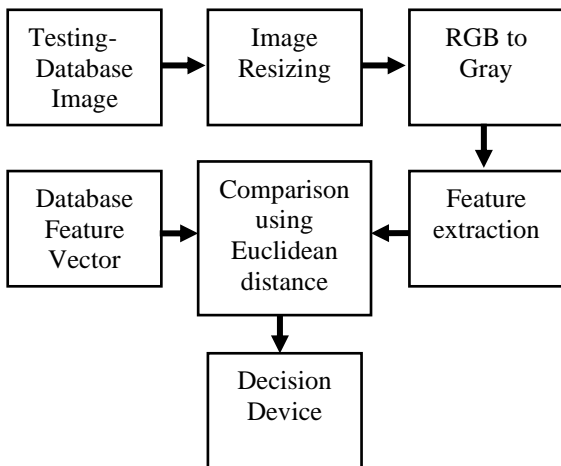 Testing-
Database
Image
Image
Resizing
RGB to
Gray
Database
Feature
Vector
Comparison
using
Euclidean
distance
Feature
extraction
Decision
Device